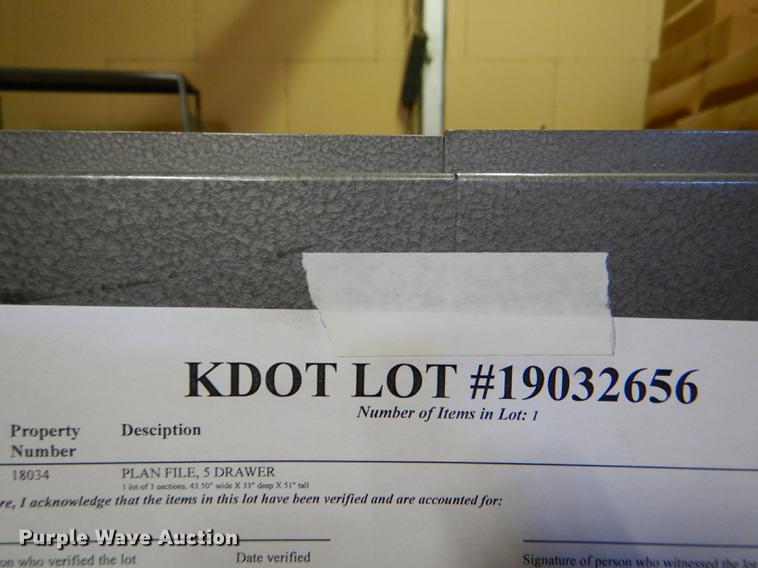 KDOT LOT #19032656
Number of Items in Lot: 1
Property Number
Desciption
18034
PLAN FILE, 5 DRAWER
1 lot of 3 sections, 43.50" wide X 33" deep X 51" tall
re, I acknowledge that the items in this lot have been verified and are accounted for:
Purple Wave Auction
on who verified the lot
Date verified
Signature of person who witnessed the lot